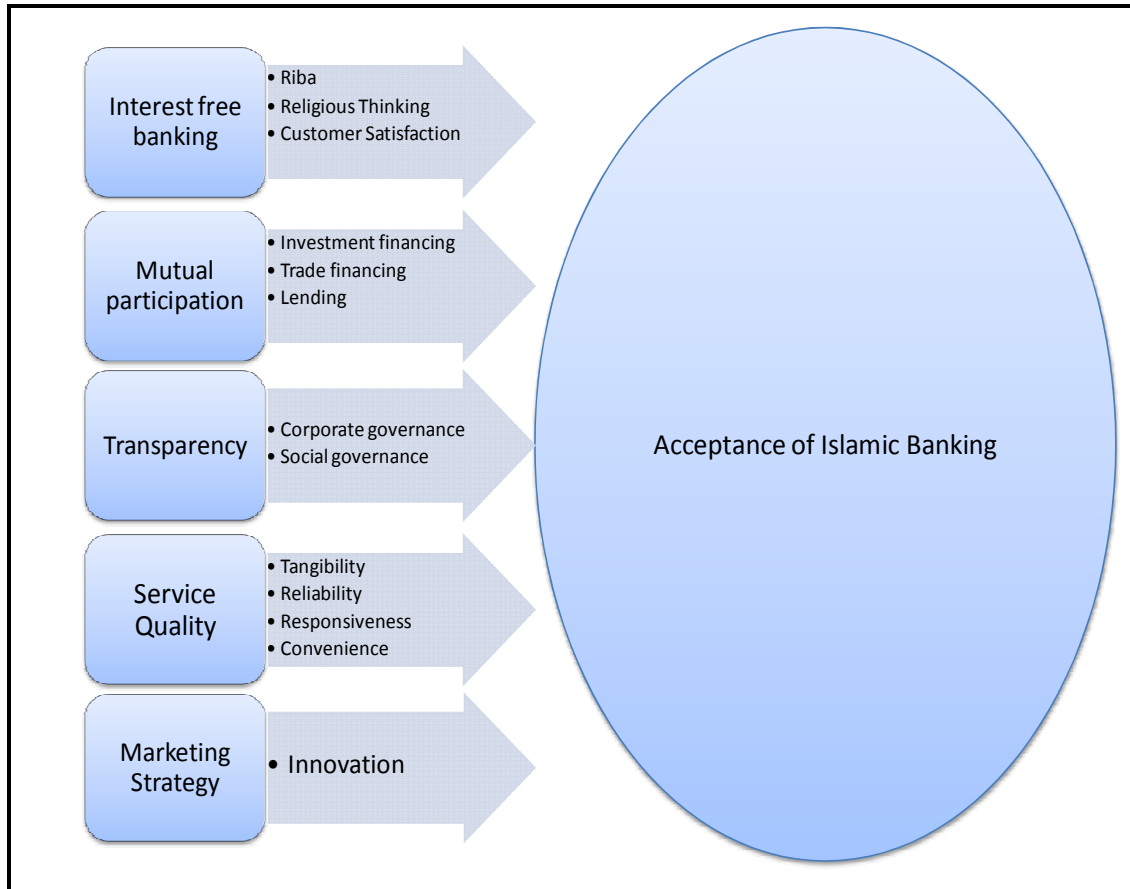 Interest free
banking
• Riba
• Religious Thinking
• Customer Satisfaction
Mutual
participation
• Investment financing
• Trade financing
• Lending
Transparency
• Corporate governance
• Social governance
Service
Quality
• Tangibility
• Reliability
• Responsiveness
• Convenience
Marketing
Strategy
• Innovation
Acceptance of Islamic Banking